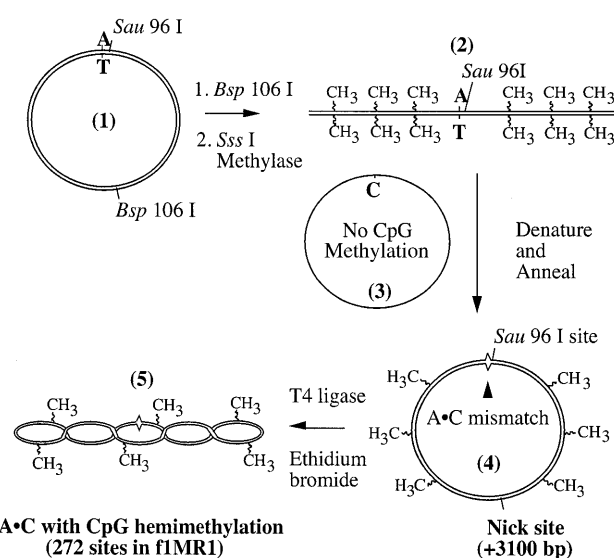 Sau 96 I
A
T
(1)
Bsp 106 I
1. Bsp 106 I
2. Sss I
Methylase
(2)
Sau 96I
CH3 CH3 CH3 A CH3 CH3 CH3
CH3 CH3 CH3 T CH3 CH3 CH3
C
No CpG
Methylation
(3)
Denature
and
Anneal
Sau 96 I site
H3C CH3
A•C mismatch
H3C CH3
(4)
H3C CH3
Nick site
(+3100 bp)
T4 ligase
Ethidium
bromide
(5)
CH3 CH3 CH3
CH3 CH3 CH3
A•C with CpG hemimethylation
(272 sites in f1MR1)